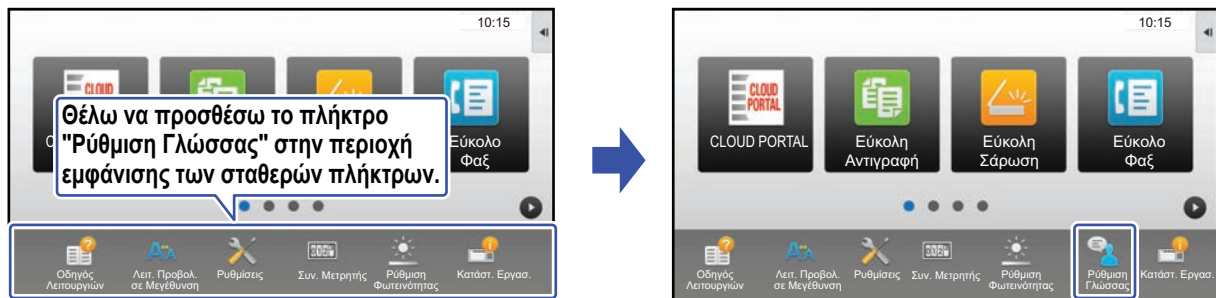 10:15
CLOUD
Θέλω να προσθέσω το πλήκτρο
"Ρύθμιση Γλώσσας" στην περιοχή
εμφάνισης των σταθερών πλήκτρων.
Εύκολο
Φαξ
Οδηγός
Λειτουργιών
Λειτ. Προβολ.
σε Μεγέθυνση
Ρυθμίσεις
Συν. Μετρητής
Ρύθμιση
Φωτεινότητας
Κατάστ. Εργασ.
10:15
CLOUD
PORTAL
CLOUD PORTAL
Εύκολη
Αντιγραφή
Εύκολη
Σάρωση
Εύκολο
Φαξ
Οδηγός
Λειτουργιών
Λειτ. Προβολ.
σε Μεγέθυνση
Ρυθμίσεις
Συν. Μετρητής
Ρύθμιση
Φωτεινότητας
Ρύθμιση
Γλώσσας
Κατάστ. Εργασ.